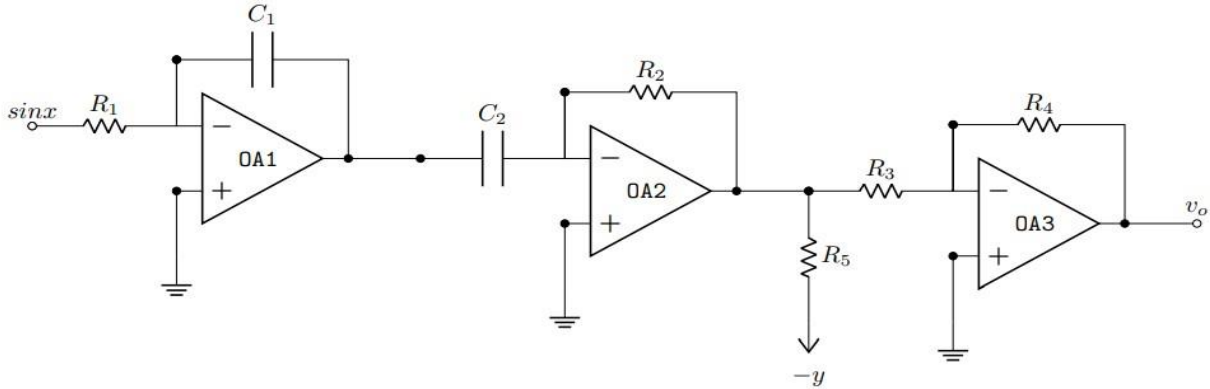 C₁
sinx
R₁
−
+
OA1
C₂
R₂
−
+
OA2
R₃
R₅
−y
R₄
−
+
OA3
vₒ